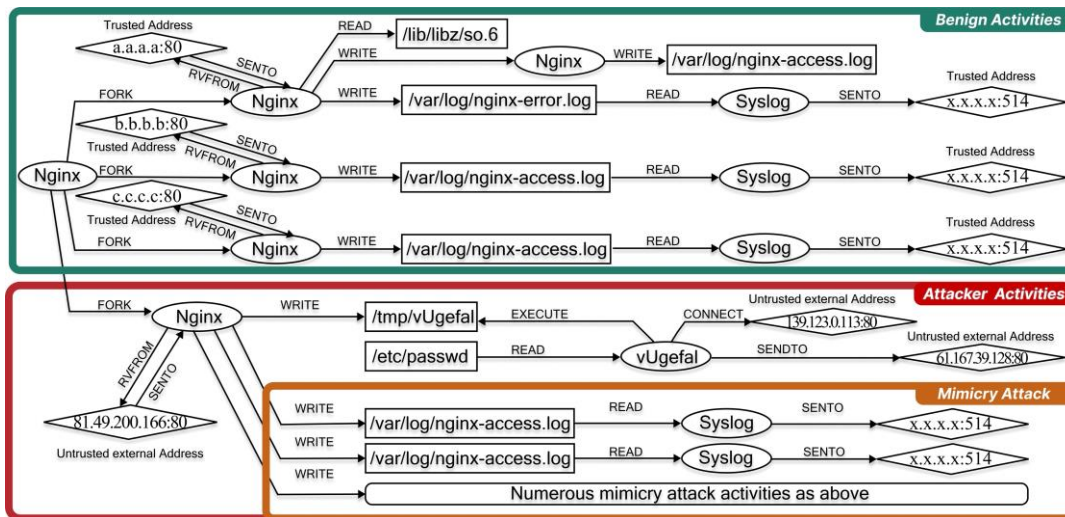 Benign Activities
Trusted Address
a.a.a.a:80
READ
/lib/libz/so.6
WRITE
Nginx
WRITE
/var/log/nginx-access.log
SENTO
RVFROM
FORK
Nginx
WRITE
/var/log/nginx-error.log
READ
Syslog
SENTO
Trusted Address
x.x.x.x:514
b.b.b.b:80
Trusted Address
SENTO
RVFROM
Nginx
FORK
Nginx
WRITE
/var/log/nginx-access.log
READ
Syslog
SENTO
Trusted Address
x.x.x.x:514
c.c.c.c:80
Trusted Address
SENTO
RVFROM
FORK
Nginx
WRITE
/var/log/nginx-access.log
READ
Syslog
SENTO
Trusted Address
x.x.x.x:514
Attacker Activities
FORK
Nginx
WRITE
/tmp/vUgefal
EXECUTE
CONNECT
Untrusted external Address
139.123.0.113:80
/etc/passwd
READ
vUgefal
SENDTO
Untrusted external Address
61.167.39.128:80
RVFROM
SENTO
81.49.200.166:80
Untrusted external Address
Mimicry Attack
WRITE
/var/log/nginx-access.log
READ
Syslog
SENTO
x.x.x.x:514
WRITE
/var/log/nginx-access.log
READ
Syslog
SENTO
x.x.x.x:514
WRITE
Numerous mimicry attack activities as above